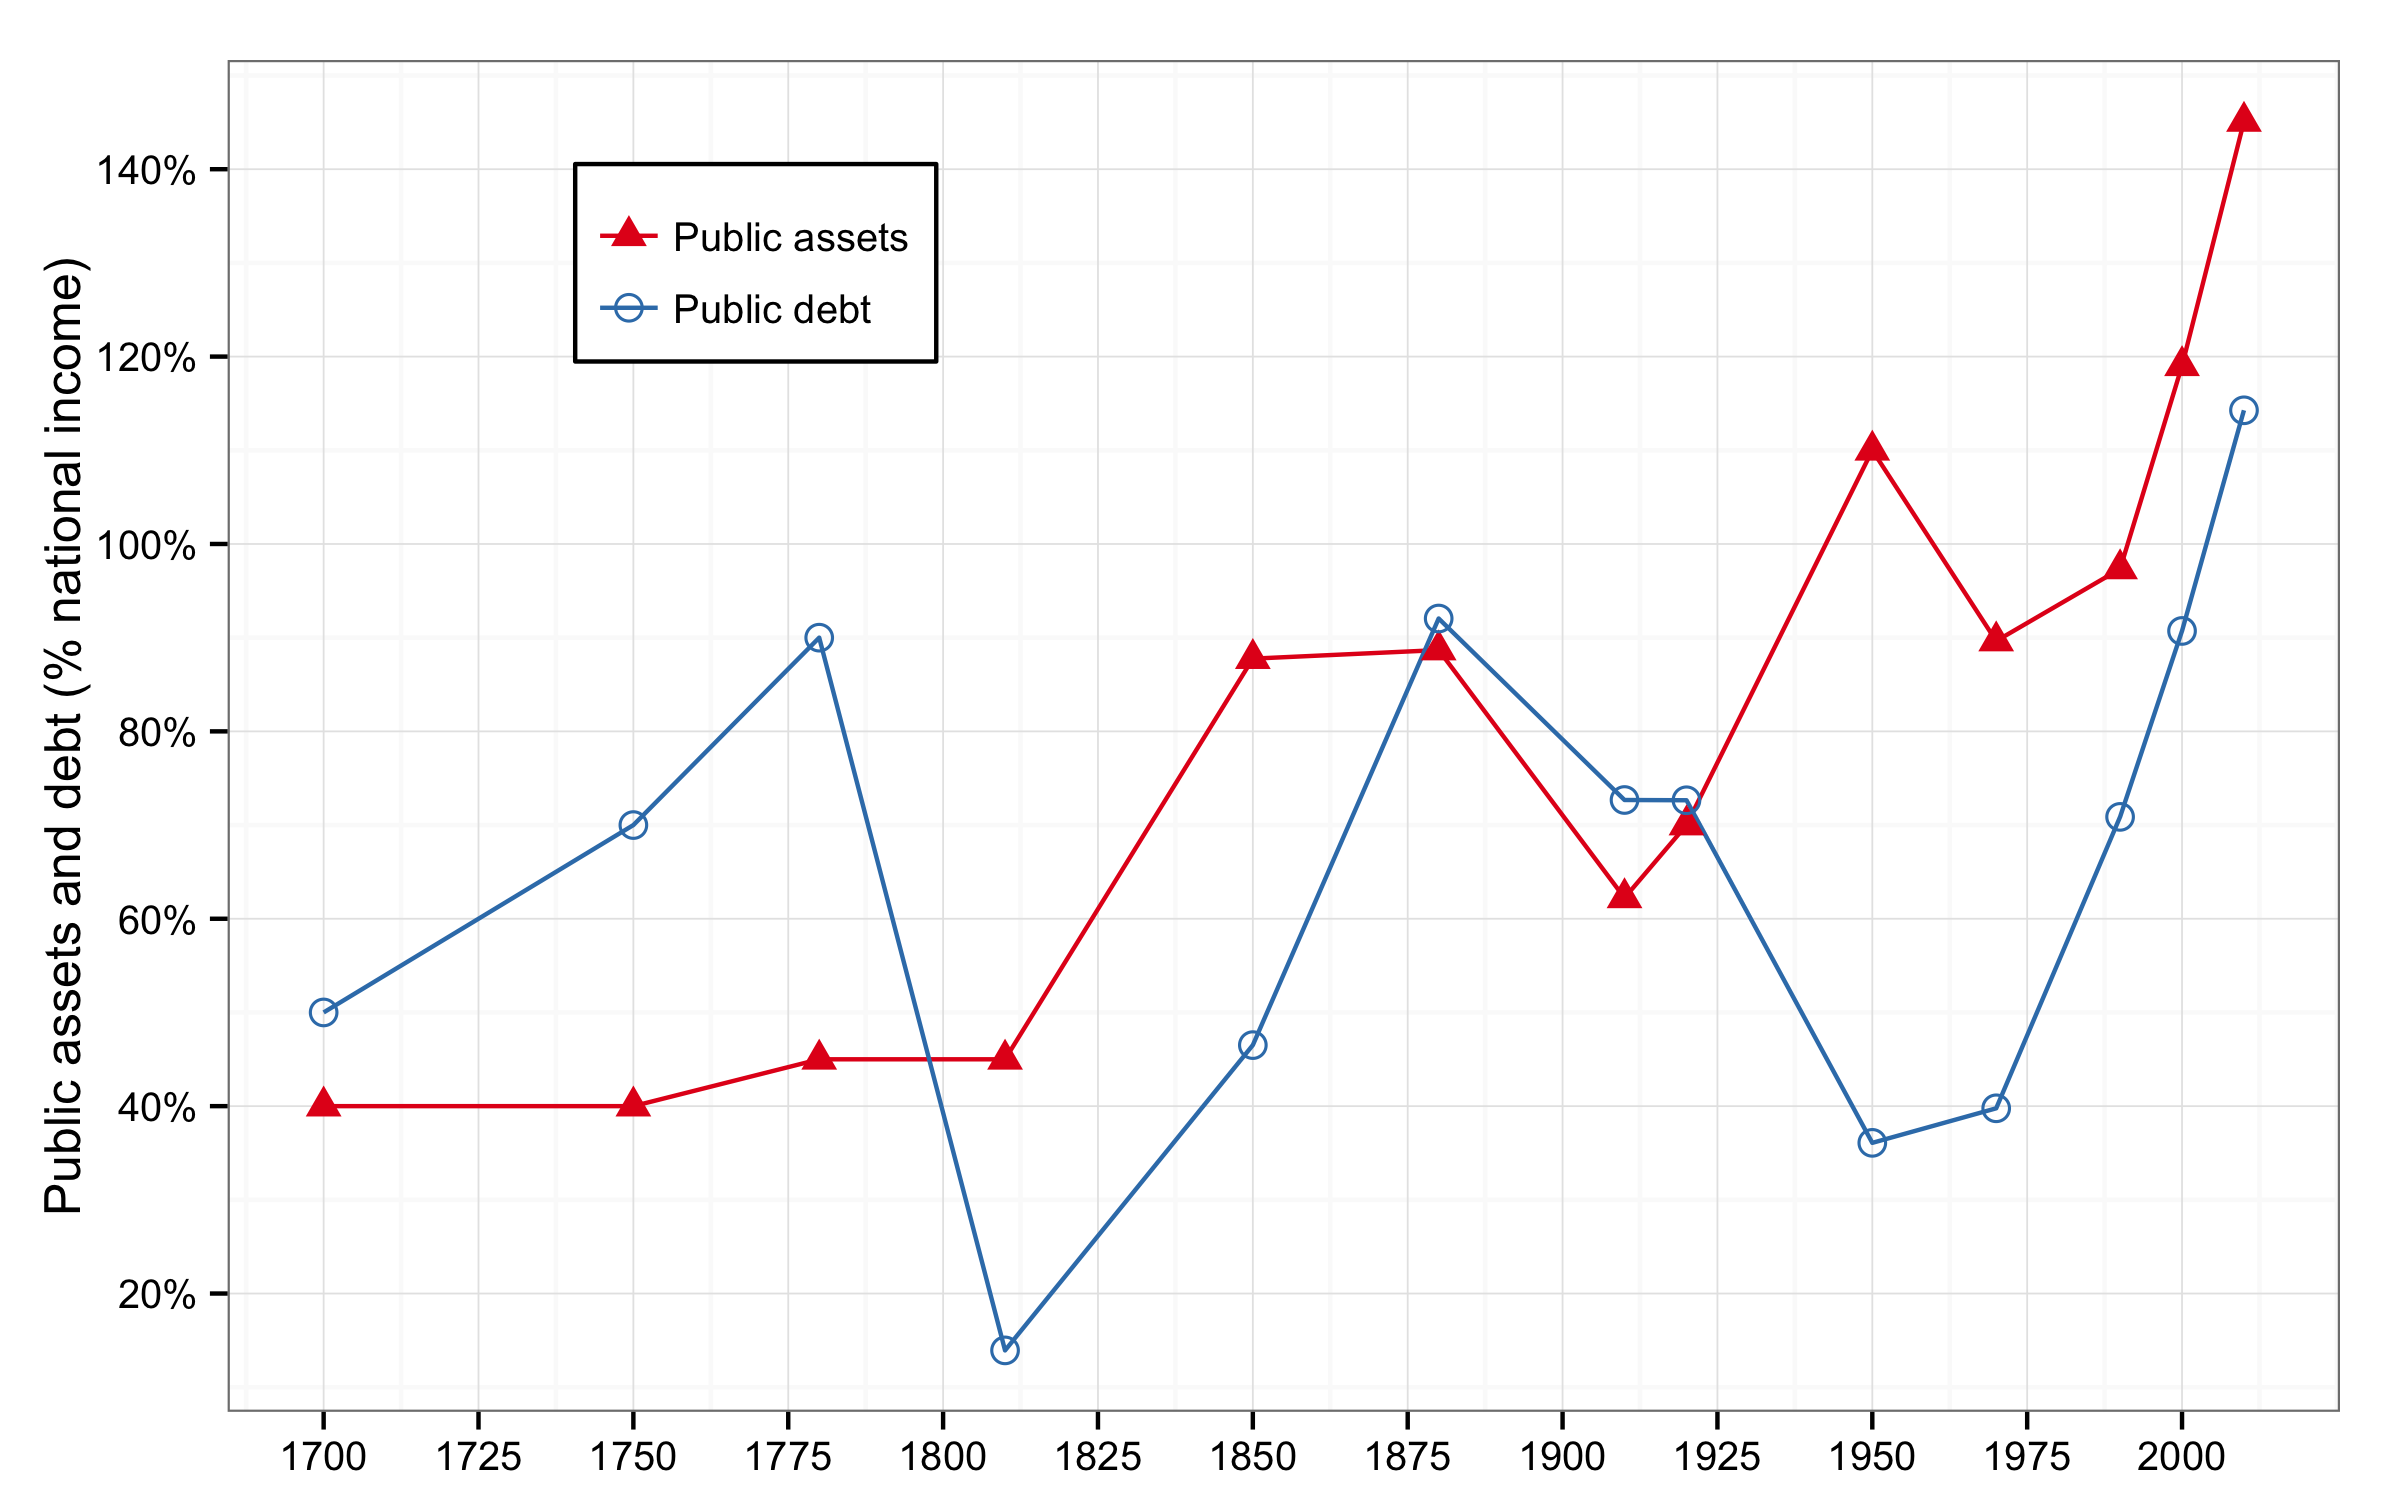 Public assets and debt (% national income)
140%
120%
100%
80%
60%
40%
20%
Public assets
Public debt
1700 1725 1750 1775 1800 1825 1850 1875 1900 1925 1950 1975 2000